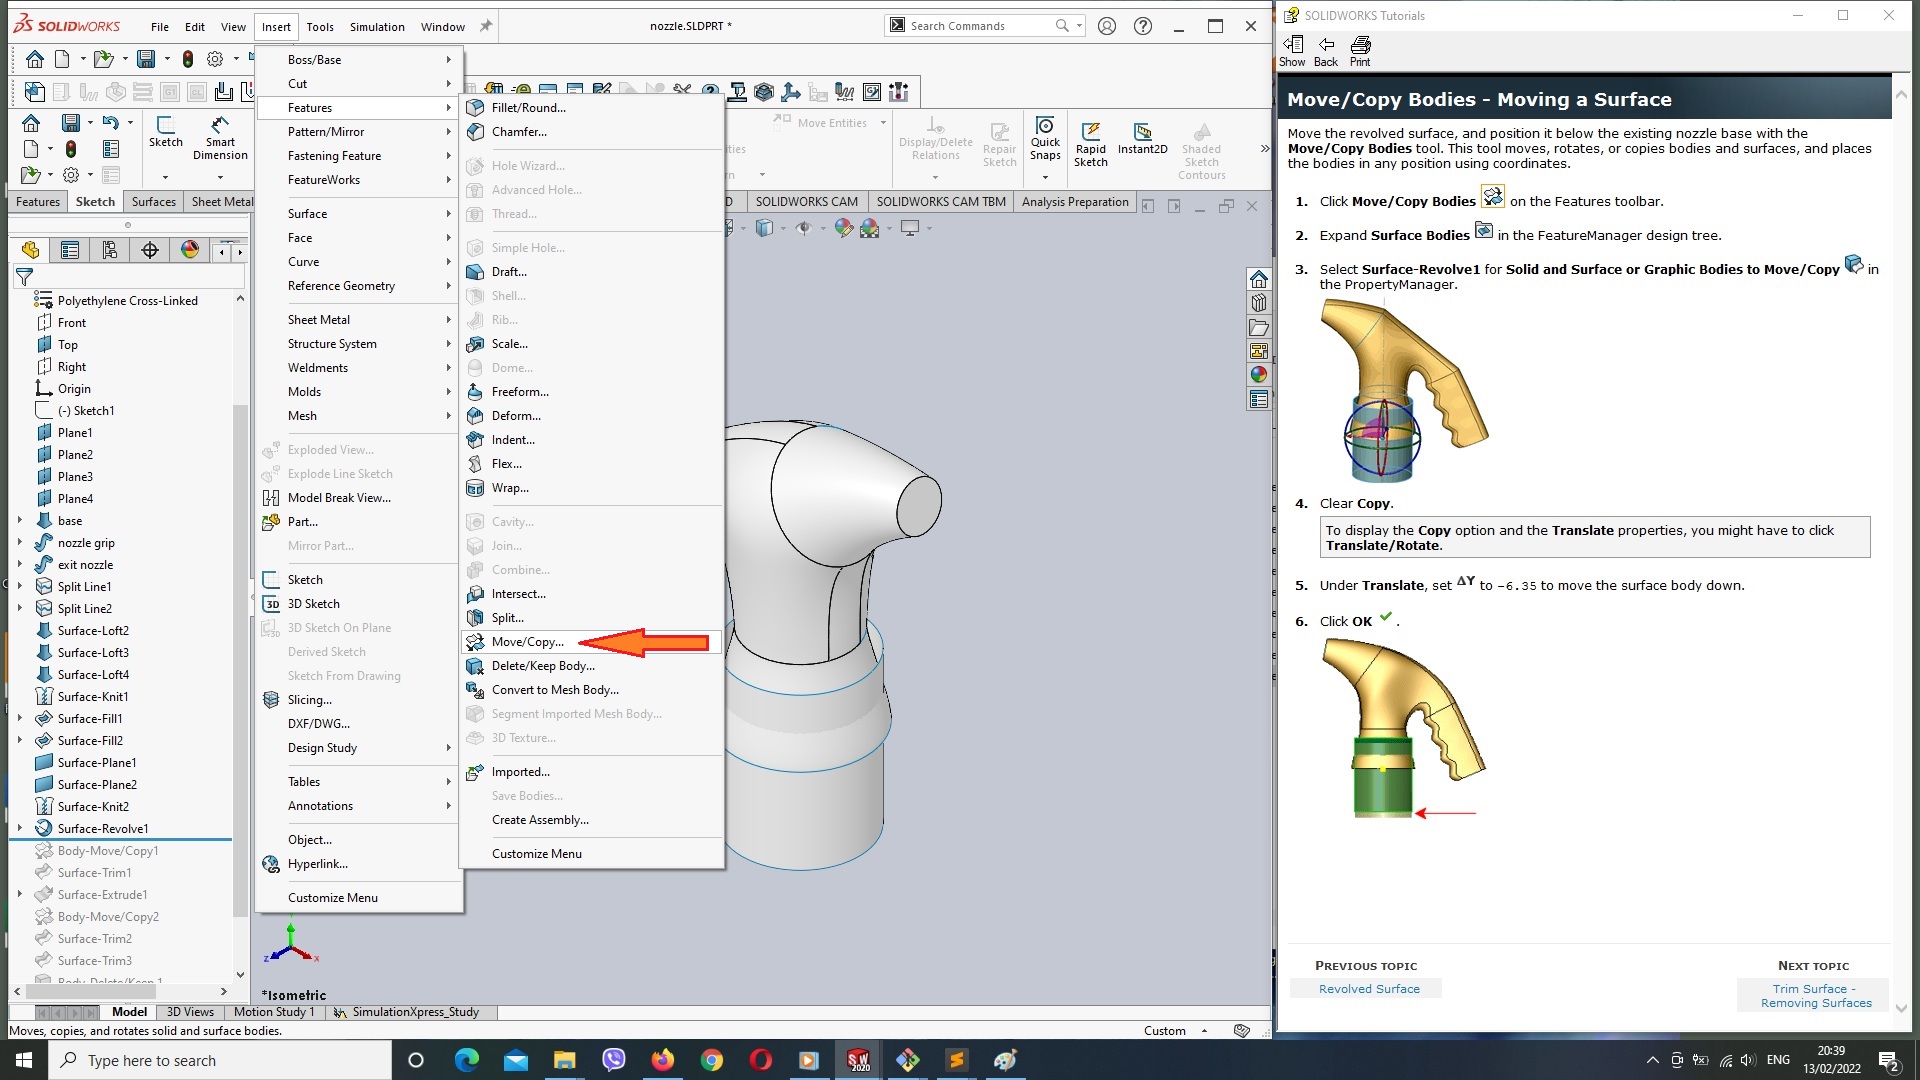 SOLIDWORKS
File
Edit
View
Insert
Tools
Simulation
Window
nozzle.SLDPRT *
Search Commands
Sketch
Smart
Dimension
Move Entities
Display/Delete
Relations
Repair
Sketch
Quick
Snaps
Rapid
Sketch
Instant2D
Shaded
Sketch
Contours
Features
Sketch
Surfaces
Sheet Metal
SOLIDWORKS CAM
SOLIDWORKS CAM TBM
Analysis Preparation
Polyethylene Cross-Linked
Front
Top
Right
Origin
(-) Sketch1
Plane1
Plane2
Plane3
Plane4
base
nozzle grip
exit nozzle
Split Line1
Split Line2
Surface-Loft2
Surface-Loft3
Surface-Loft4
Surface-Knit1
Surface-Fill1
Surface-Fill2
Surface-Plane1
Surface-Plane2
Surface-Knit2
Surface-Revolve1
Body-Move/Copy1
Surface-Trim1
Surface-Extrude1
Body-Move/Copy2
Surface-Trim2
Surface-Trim3
Boss/Base
Cut
Features
Pattern/Mirror
Fastening Feature
FeatureWorks
Surface
Face
Curve
Reference Geometry
Sheet Metal
Structure System
Weldments
Molds
Mesh
Exploded View...
Explode Line Sketch
Model Break View...
Part...
Mirror Part...
Sketch
3D Sketch
3D Sketch On Plane
Derived Sketch
Sketch From Drawing
Slicing...
DXF/DWG...
Design Study
Tables
Annotations
Object...
Hyperlink...
Customize Menu
Fillet/Round...
Chamfer...
Hole Wizard...
Advanced Hole...
Thread...
Simple Hole...
Draft...
Shell...
Rib...
Scale...
Dome...
Freeform...
Deform...
Indent...
Flex...
Wrap...
Cavity...
Join...
Combine...
Intersect...
Split...
Move/Copy...
Delete/Keep Body...
Convert to Mesh Body...
Segment Imported Mesh Body...
3D Texture...
Imported...
Save Bodies...
Create Assembly...
Customize Menu
*Isometric
Model
3D Views
Motion Study 1
SimulationXpress_Study
Moves, copies, and rotates solid and surface bodies.
Custom
SOLIDWORKS Tutorials
Show
Back
Print
Move/Copy Bodies - Moving a Surface
Move the revolved surface, and position it below the existing nozzle base with the
Move/Copy Bodies tool. This tool moves, rotates, or copies bodies and surfaces, and places
the bodies in any position using coordinates.
1. Click Move/Copy Bodies on the Features toolbar.
2. Expand Surface Bodies in the FeatureManager design tree.
3. Select Surface-Revolve1 for Solid and Surface or Graphic Bodies to Move/Copy in
the PropertyManager.
4. Clear Copy.
To display the Copy option and the Translate properties, you might have to click
Translate/Rotate.
5. Under Translate, set ΔY to -6.35 to move the surface body down.
6. Click OK .
PREVIOUS TOPIC
Revolved Surface
NEXT TOPIC
Trim Surface -
Removing Surfaces
Type here to search
ENG
20:39
13/02/2022
2